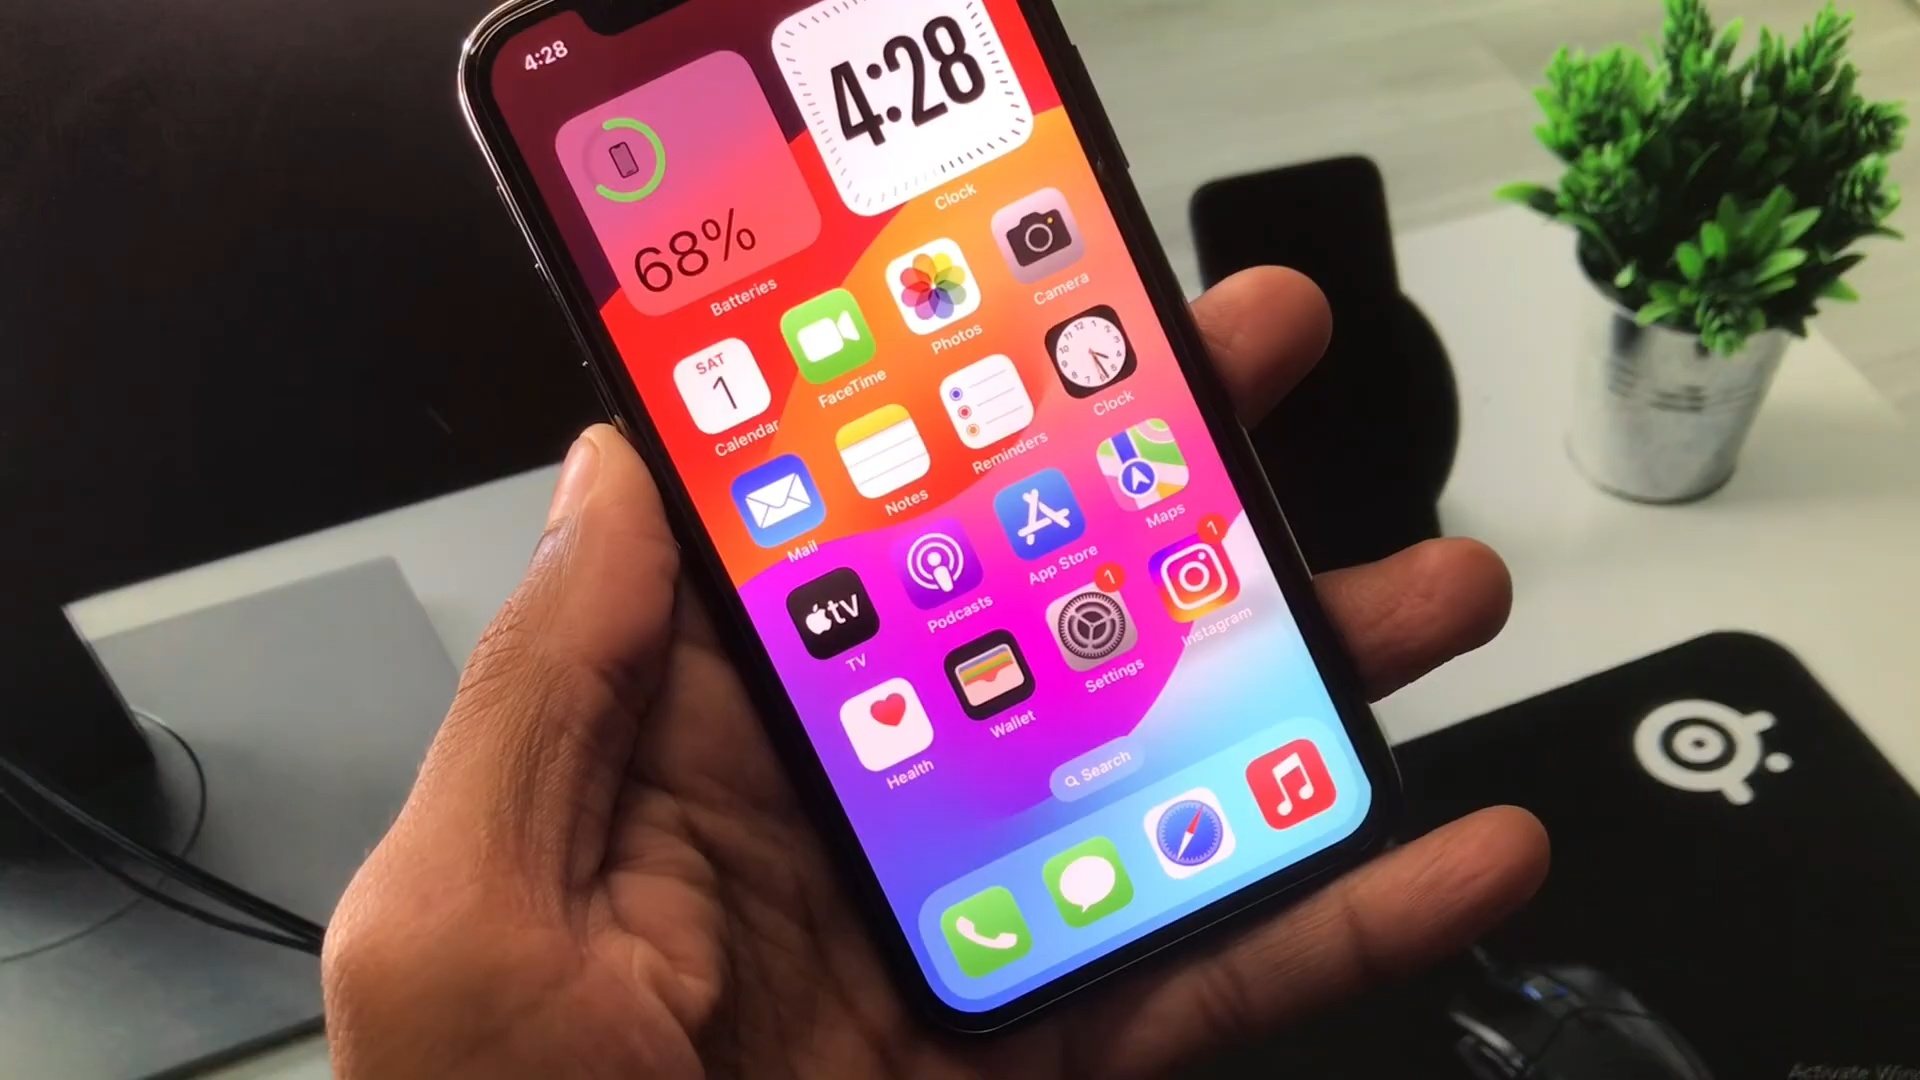 4:28
4:28
68%
Batteries
Clock
SAT
1
Calendar
FaceTime
Photos
Camera
Mail
Notes
Reminders
Clock
tv
TV
Podcasts
App Store
Maps
1
1
Health
Wallet
Settings
Instagram
Search